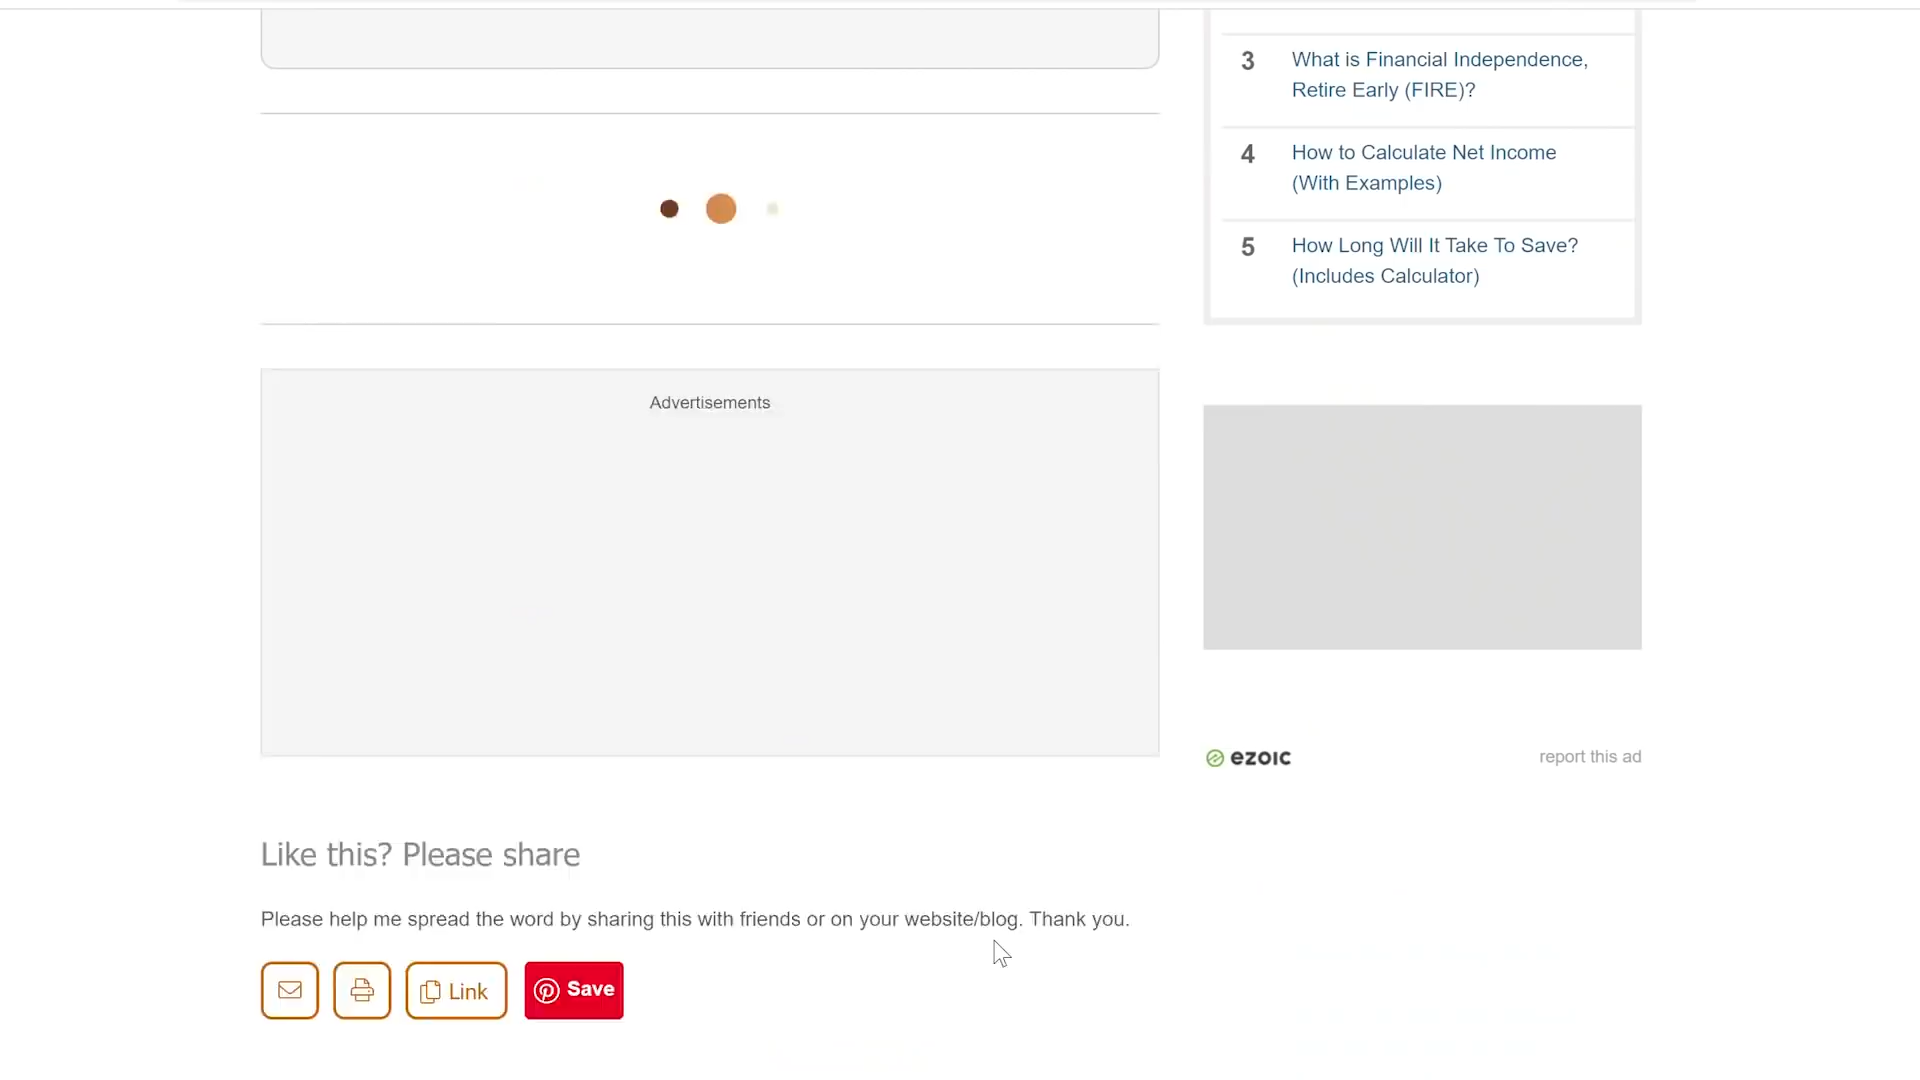 3 What is Financial Independence,
Retire Early (FIRE)?
4 How to Calculate Net Income
(With Examples)
5 How Long Will It Take To Save?
(Includes Calculator)
Advertisements
ezoic report this ad
Like this? Please share
Please help me spread the word by sharing this with friends or on your website/blog. Thank you.
Link Save